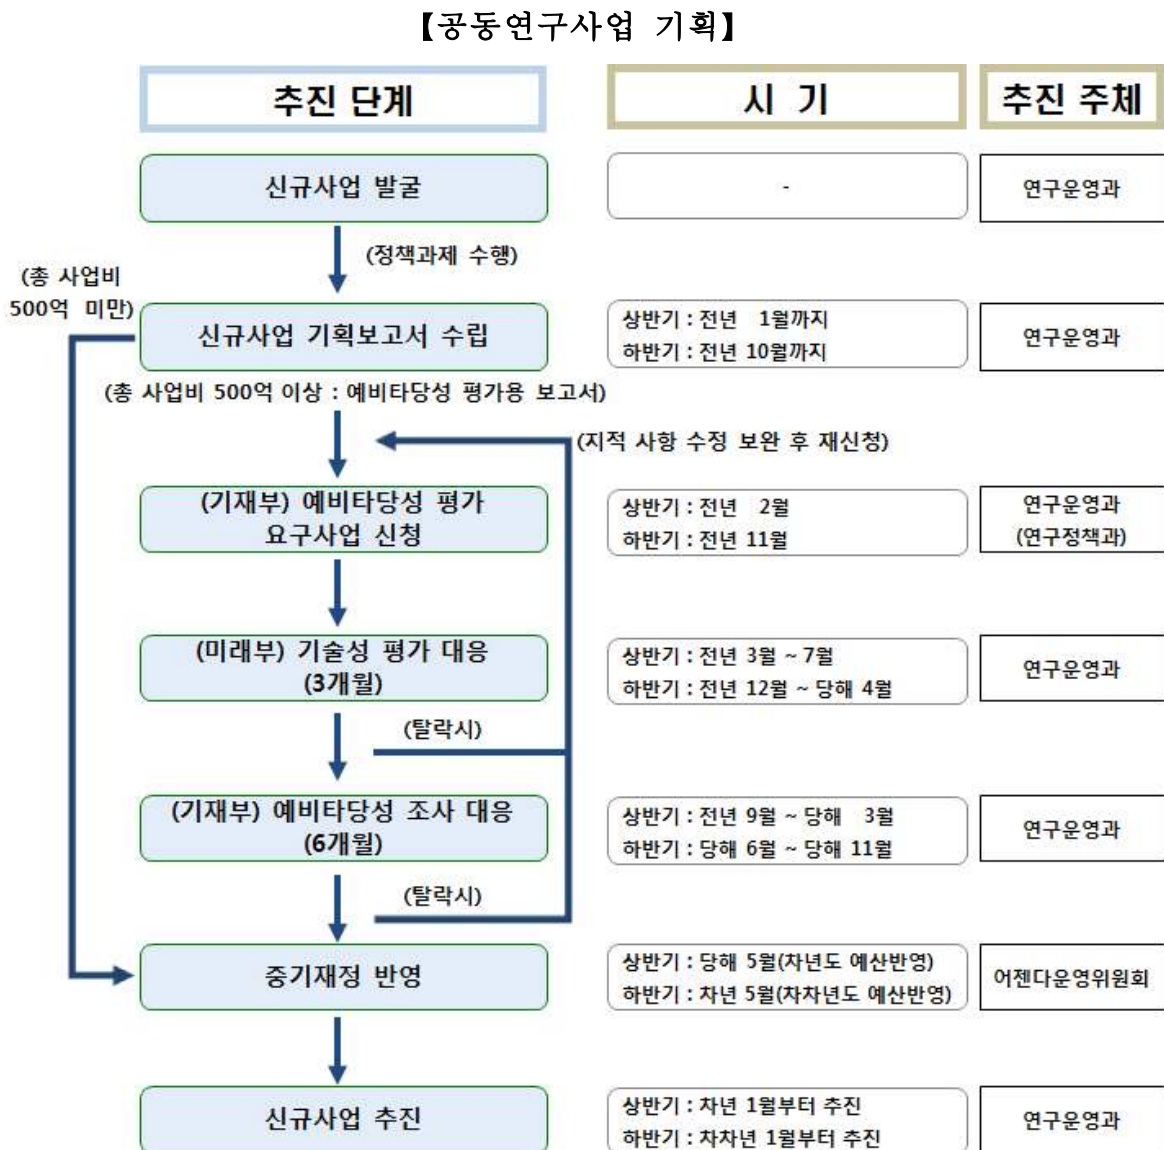 【공동연구사업 기획】
추진 단계
시 기
추진 주체
신규사업 발굴
-
연구운영과
(정책과제 수행)
(총 사업비
500억 미만)
신규사업 기획보고서 수립
상반기 : 전년 1월까지
하반기 : 전년 10월까지
연구운영과
(총 사업비 500억 이상 : 예비타당성 평가용 보고서)
(지적 사항 수정 보완 후 재신청)
(기재부) 예비타당성 평가
요구사업 신청
상반기 : 전년 2월
하반기 : 전년 11월
연구운영과
(연구정책과)
(미래부) 기술성 평가 대응
(3개월)
상반기 : 전년 3월 ~ 7월
하반기 : 전년 12월 ~ 당해 4월
연구운영과
(탈락시)
(기재부) 예비타당성 조사 대응
(6개월)
상반기 : 전년 9월 ~ 당해 3월
하반기 : 당해 6월 ~ 당해 11월
연구운영과
(탈락시)
중기재정 반영
상반기 : 당해 5월(차년도 예산반영)
하반기 : 차년 5월(차차년도 예산반영)
어젠다운영위원회
신규사업 추진
상반기 : 차년 1월부터 추진
하반기 : 차차년 1월부터 추진
연구운영과